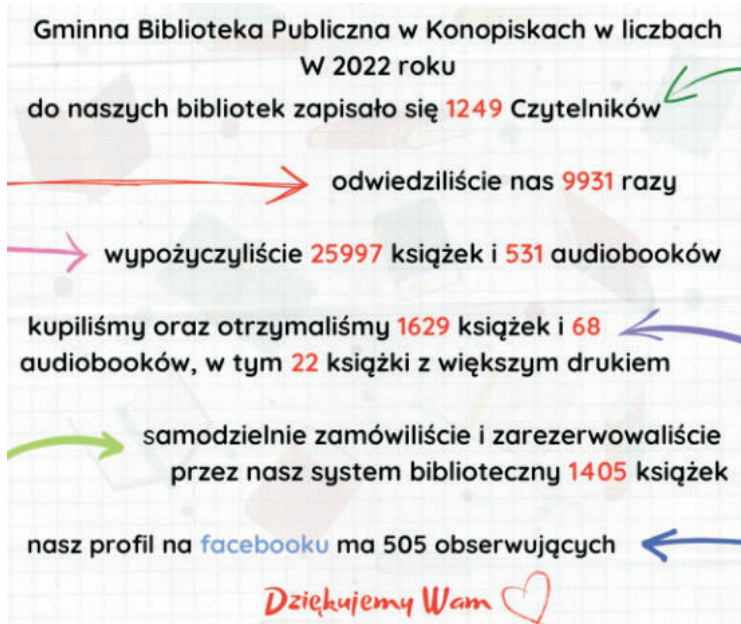 Gminna Biblioteka Publiczna w Konopiskach w liczbach
W 2022 roku
do naszych bibliotek zapisało się 1249 Czytelników
odwiedziliście nas 9931 razy
wypożyczyliście 25997 książek i 531 audiobooków
kupiliśmy oraz otrzymaliśmy 1629 książek i 68
audiobooków, w tym 22 książki z większym drukiem
samodzielnie zamówiliście i zarezerwowaliście
przez nasz system biblioteczny 1405 książek
nasz profil na facebooku ma 505 obserwujących
Dziękujemy Wam